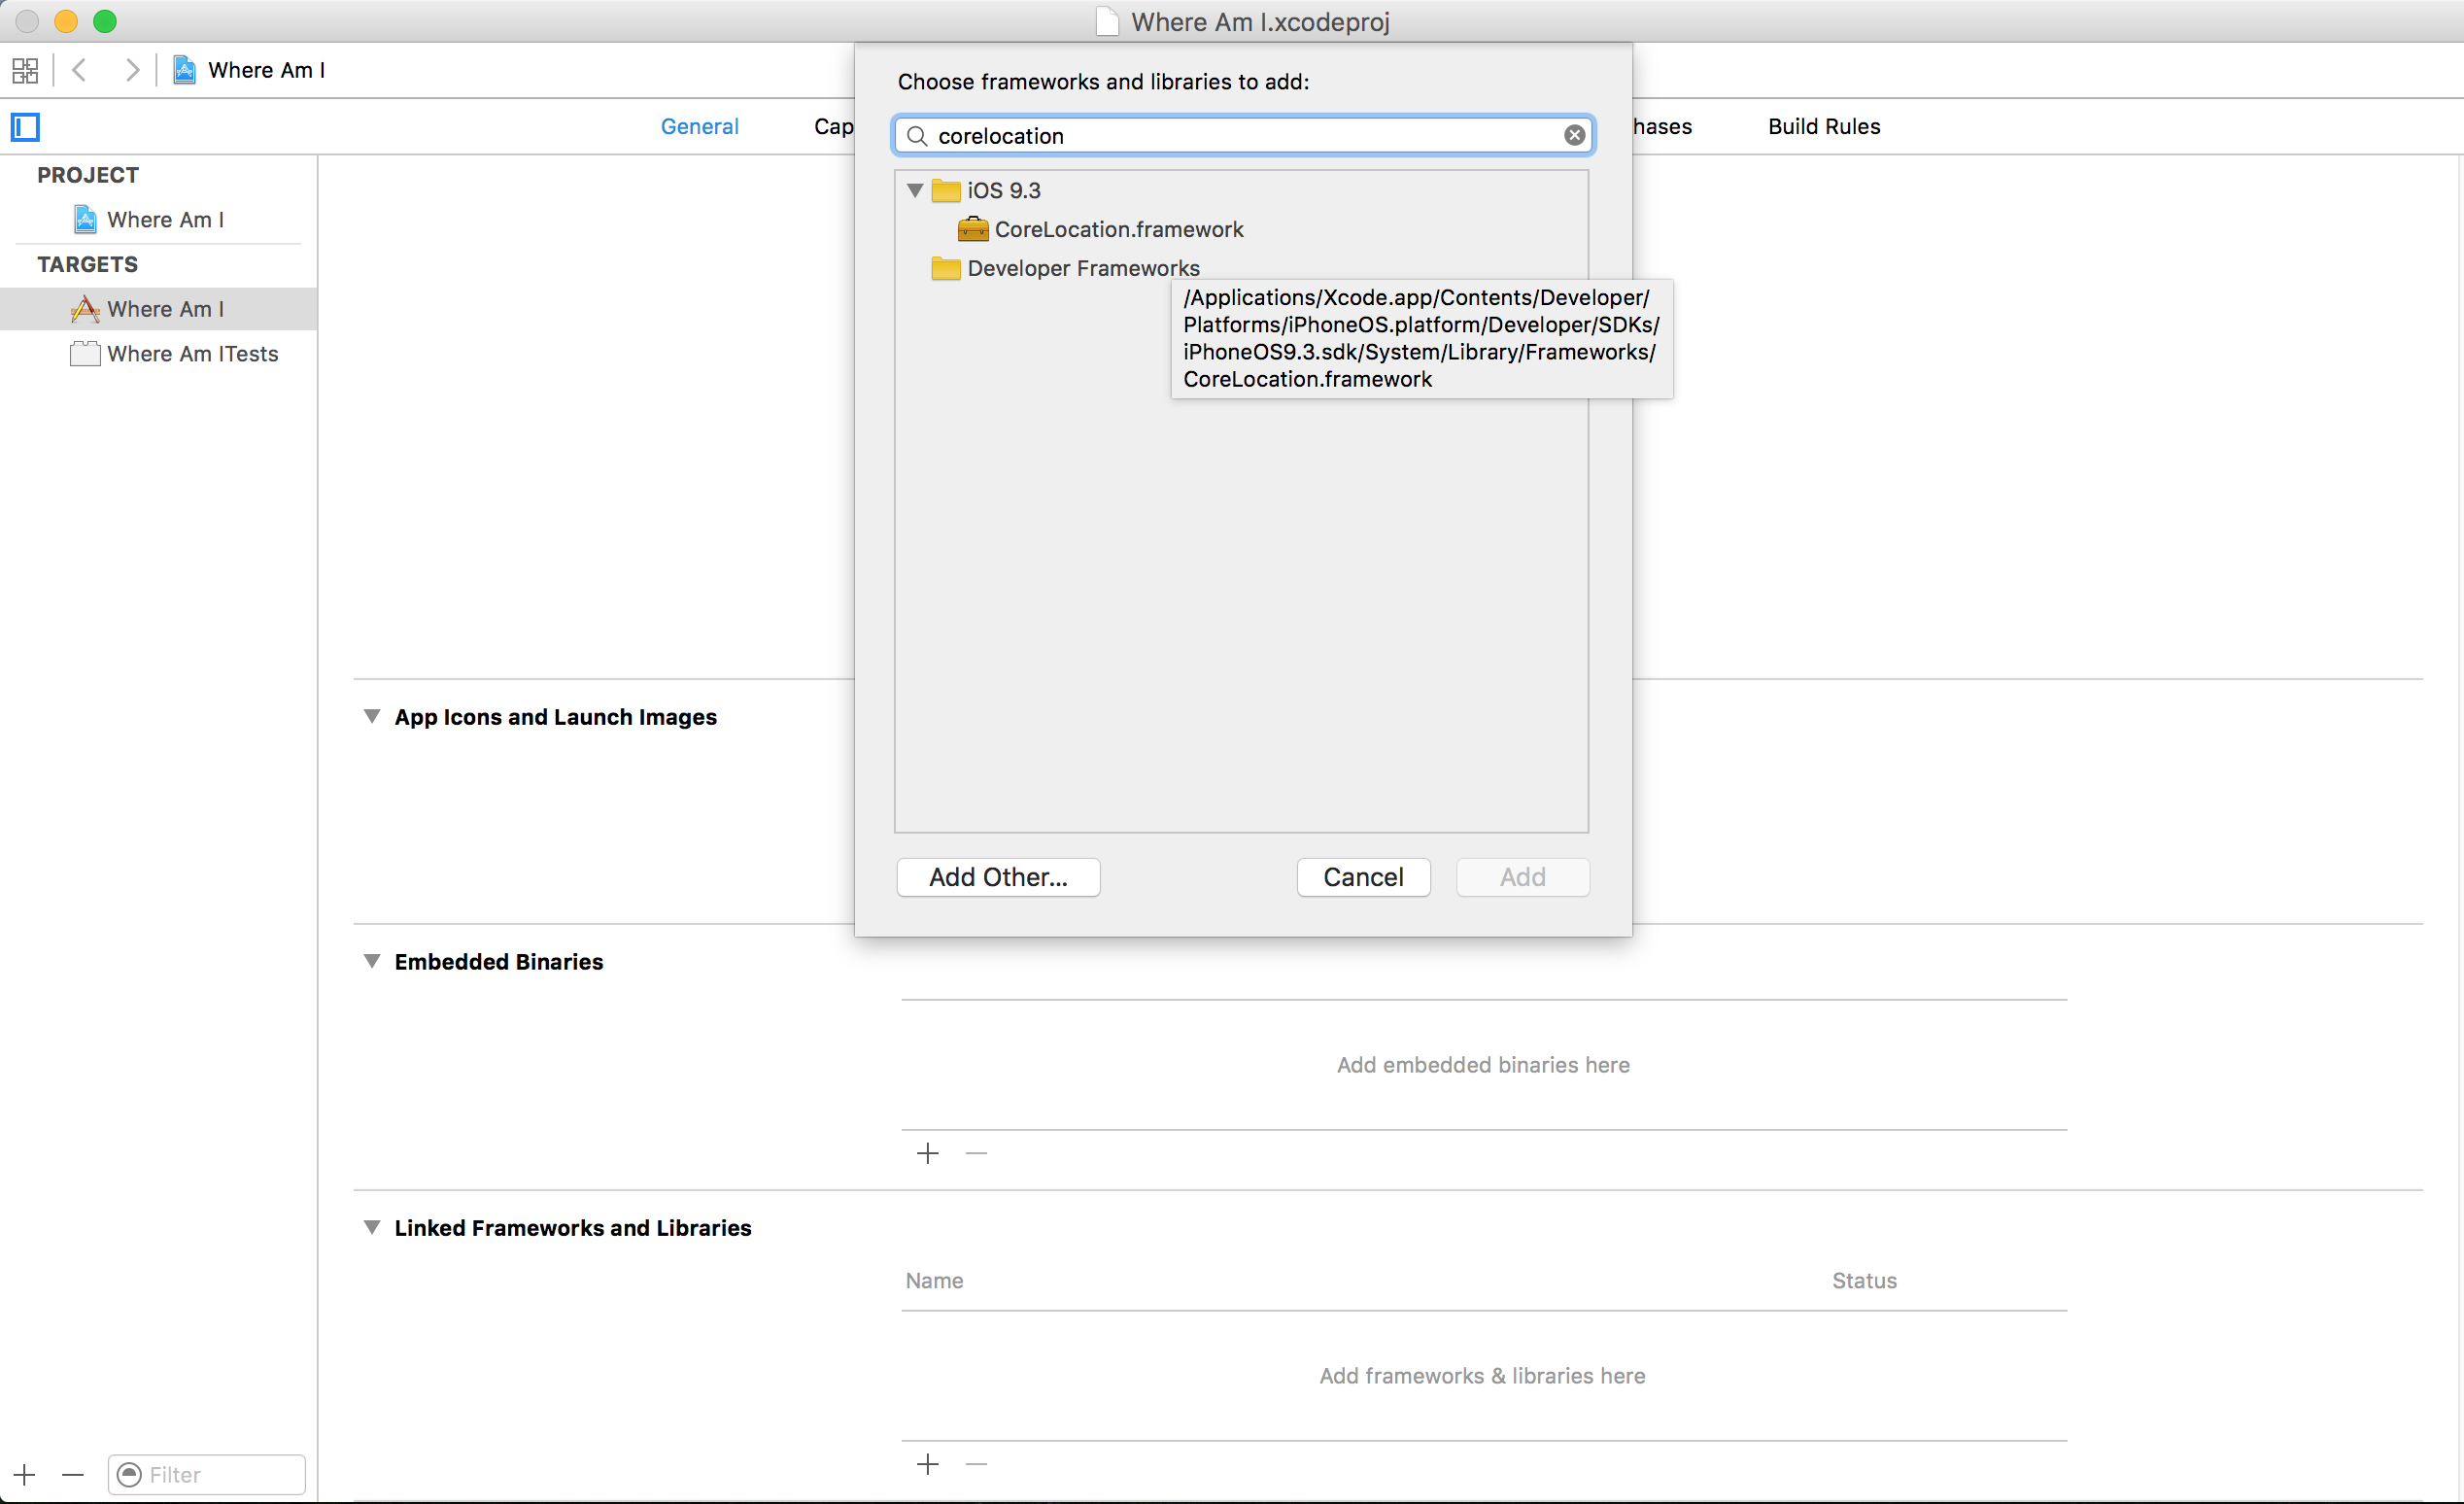 Where Am I.xcodeproj
Where Am I
General
Cap
hases
Build Rules
PROJECT
Where Am I
TARGETS
Where Am I
Where Am ITests
Filter
Choose frameworks and libraries to add:
corelocation
iOS 9.3
CoreLocation.framework
Developer Frameworks
/Applications/Xcode.app/Contents/Developer/
Platforms/iPhoneOS.platform/Developer/SDKs/
iPhoneOS9.3.sdk/System/Library/Frameworks/
CoreLocation.framework
Add Other...
Cancel
Add
App Icons and Launch Images
Embedded Binaries
Add embedded binaries here
Linked Frameworks and Libraries
Name
Status
Add frameworks & libraries here